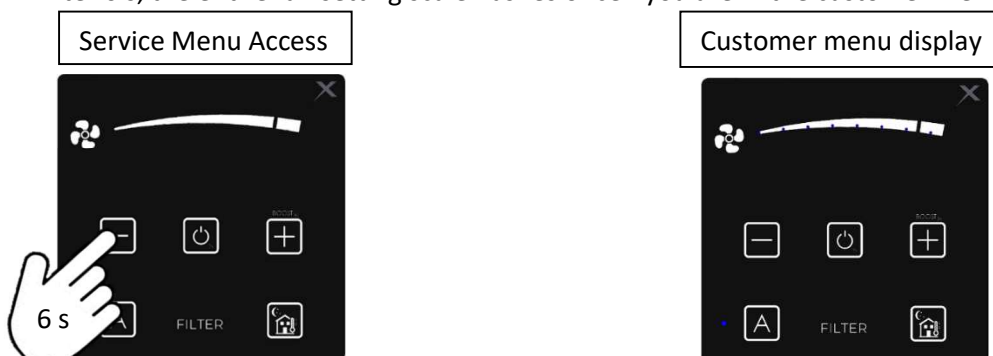 Service Menu Access
Customer menu display
BOOST
6 s
A
FILTER
BOOST
A
FILTER